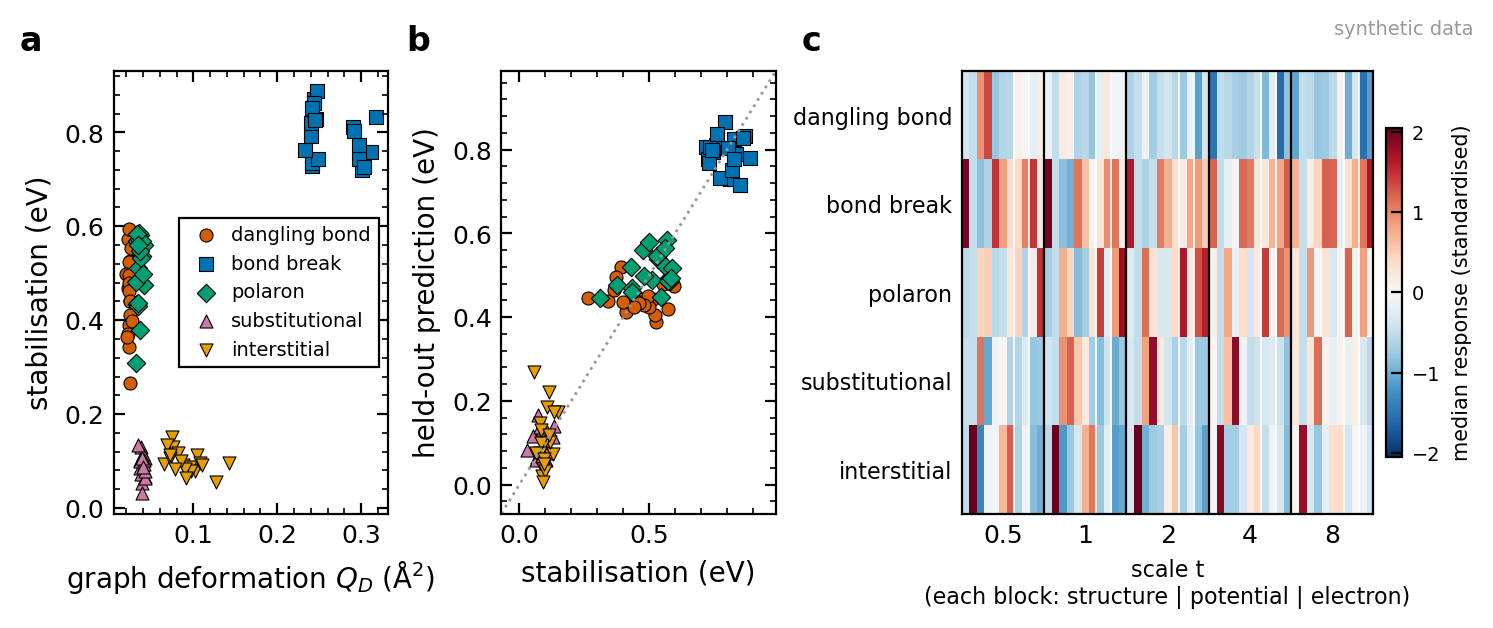 synthetic data
a
stabilisation (eV)
0.8
0.6
0.4
0.2
0.0
0.1
0.2
0.3
graph deformation Q_D (Å²)
dangling bond
bond break
polaron
substitutional
interstitial
b
held-out prediction (eV)
0.8
0.6
0.4
0.2
0.0
0.0
0.5
stabilisation (eV)
c
dangling bond
bond break
polaron
substitutional
interstitial
0.5
1
2
4
8
scale t
(each block: structure | potential | electron)
2
1
0
−1
−2
median response (standardised)